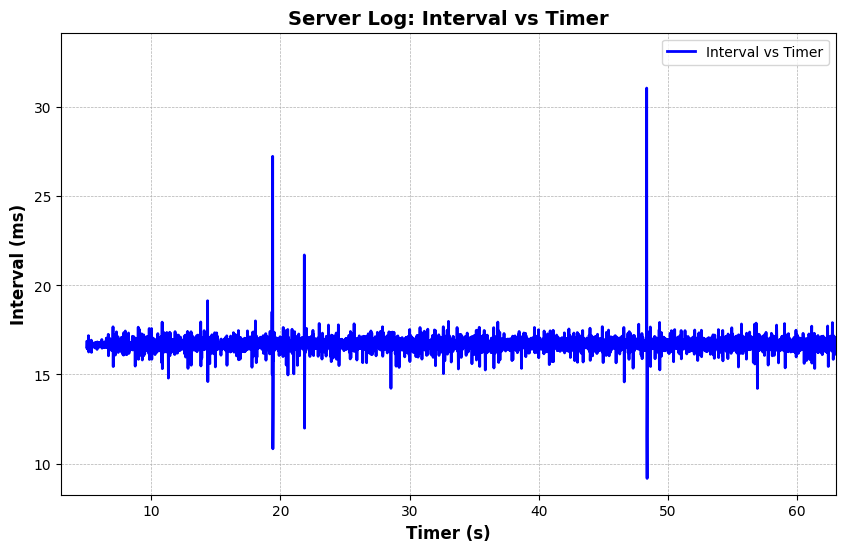 Server Log: Interval vs Timer
Interval vs Timer
30
25
20
15
10
Interval (ms)
10 20 30 40 50 60
Timer (s)